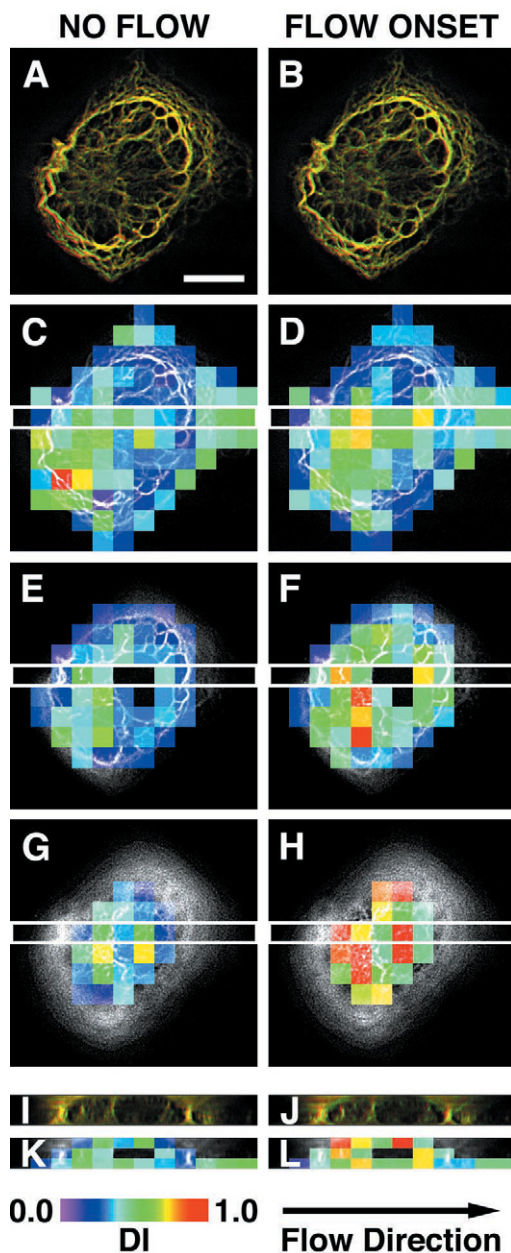 NO FLOW
FLOW ONSET
A
B
C
D
E
F
G
H
I
J
K
L
0.0
1.0
DI
Flow Direction